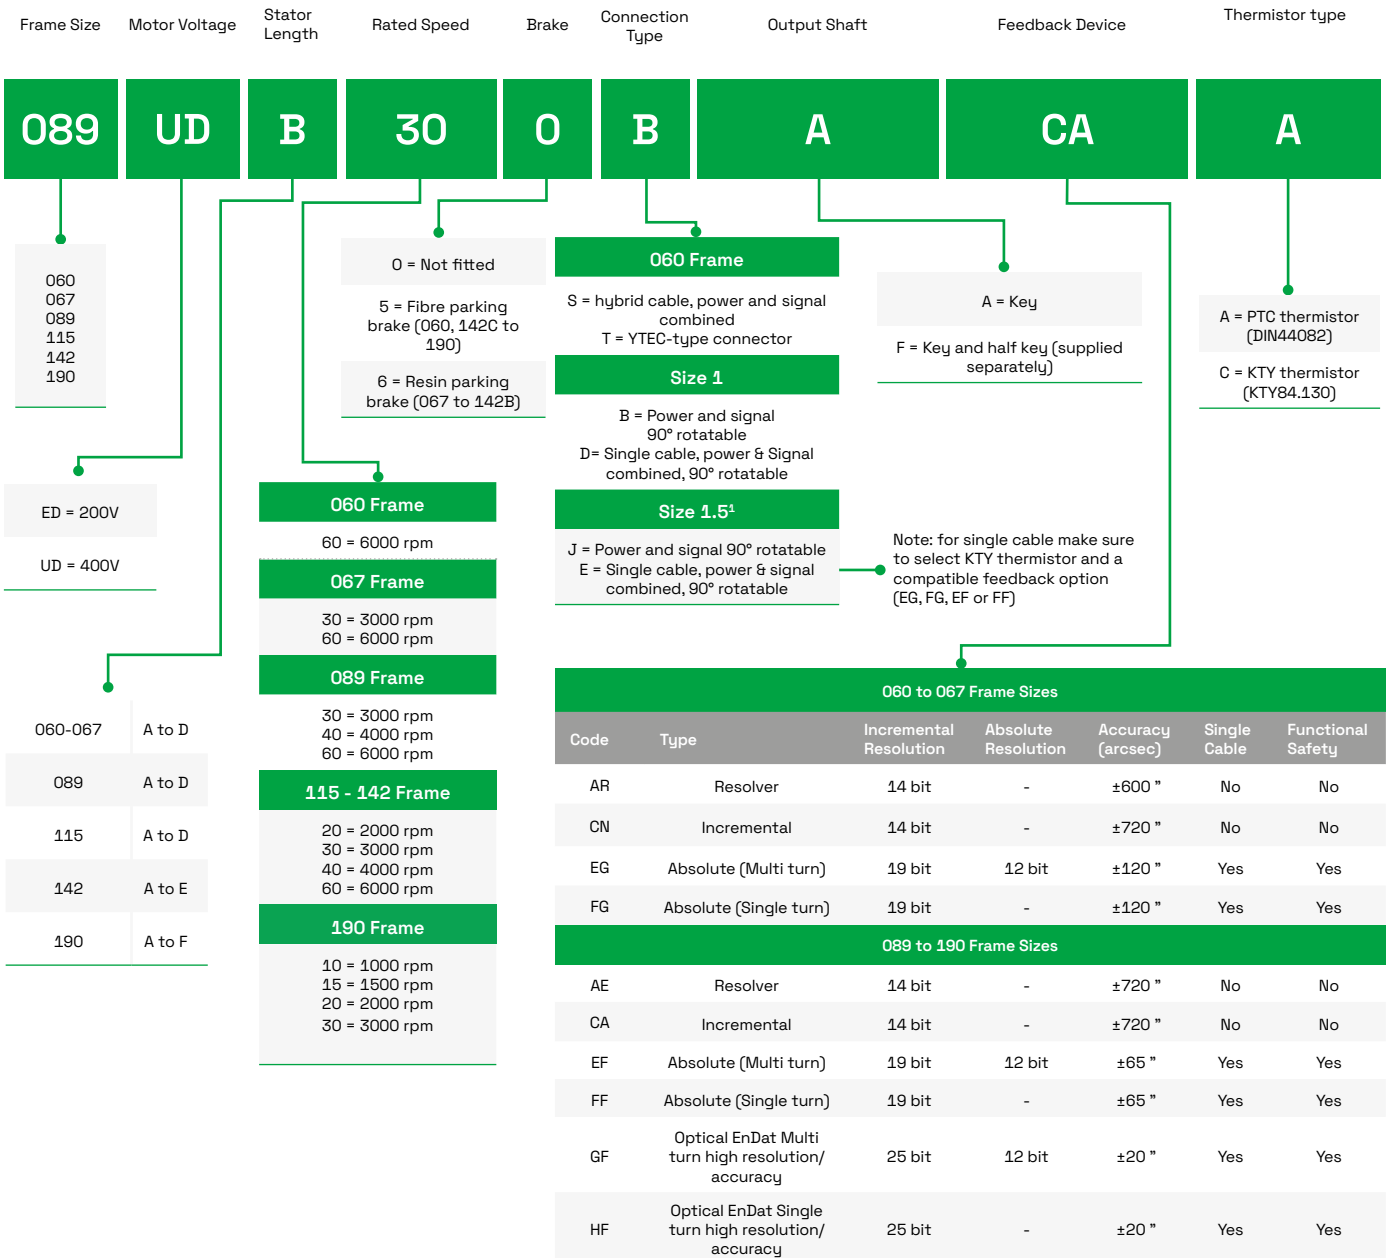 Frame Size
Motor Voltage
Stator
Length
Rated Speed
Brake
Connection
Type
Output Shaft
Feedback Device
Thermistor type
089
UD
B
30
0
B
A
CA
A
060
067
089
115
142
190
ED = 200V
UD = 400V
060-067 A to D
089 A to D
115 A to D
142 A to E
190 A to F
060 Frame
60 = 6000 rpm
067 Frame
30 = 3000 rpm
60 = 6000 rpm
089 Frame
30 = 3000 rpm
40 = 4000 rpm
60 = 6000 rpm
115 - 142 Frame
20 = 2000 rpm
30 = 3000 rpm
40 = 4000 rpm
60 = 6000 rpm
190 Frame
10 = 1000 rpm
15 = 1500 rpm
20 = 2000 rpm
30 = 3000 rpm
0 = Not fitted
5 = Fibre parking
brake (060, 142C to
190)
6 = Resin parking
brake (067 to 142B)
060 Frame
S = hybrid cable, power and signal
combined
T = YTEC-type connector
Size 1
B = Power and signal
90° rotatable
D= Single cable, power & Signal
combined, 90° rotatable
Size 1.5¹
J = Power and signal 90° rotatable
E = Single cable, power & signal
combined, 90° rotatable
Note: for single cable make sure
to select KTY thermistor and a
compatible feedback option
(EG, FG, EF or FF)
A = Key
F = Key and half key (supplied
separately)
A = PTC thermistor
(DIN44082)
C = KTY thermistor
(KTY84.130)
060 to 067 Frame Sizes
Code Type Incremental Resolution Absolute Resolution Accuracy (arcsec) Single Cable Functional Safety
AR Resolver 14 bit - ±600 ” No No
CN Incremental 14 bit - ±720 ” No No
EG Absolute (Multi turn) 19 bit 12 bit ±120 ” Yes Yes
FG Absolute (Single turn) 19 bit - ±120 ” Yes Yes
089 to 190 Frame Sizes
AE Resolver 14 bit - ±720 ” No No
CA Incremental 14 bit - ±720 ” No No
EF Absolute (Multi turn) 19 bit 12 bit ±65 ” Yes Yes
FF Absolute (Single turn) 19 bit - ±65 ” Yes Yes
Optical EnDat Multi
GF turn high resolution/ 25 bit 12 bit ±20 ” Yes Yes
accuracy
Optical EnDat Single
HF turn high resolution/ 25 bit - ±20 ” Yes Yes
accuracy